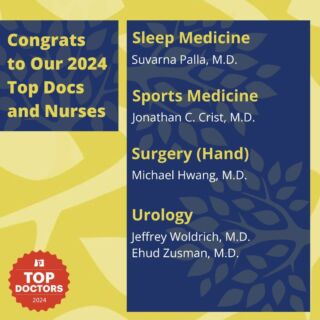 Congrats
to Our 2024
Top Docs
and Nurses
Sleep Medicine
Suvarna Palla, M.D.
Sports Medicine
Jonathan C. Crist, M.D.
Surgery (Hand)
Michael Hwang, M.D.
Urology
Jeffrey Woldrich, M.D.
Ehud Zusman, M.D.
TOP
DOCTORS
2024